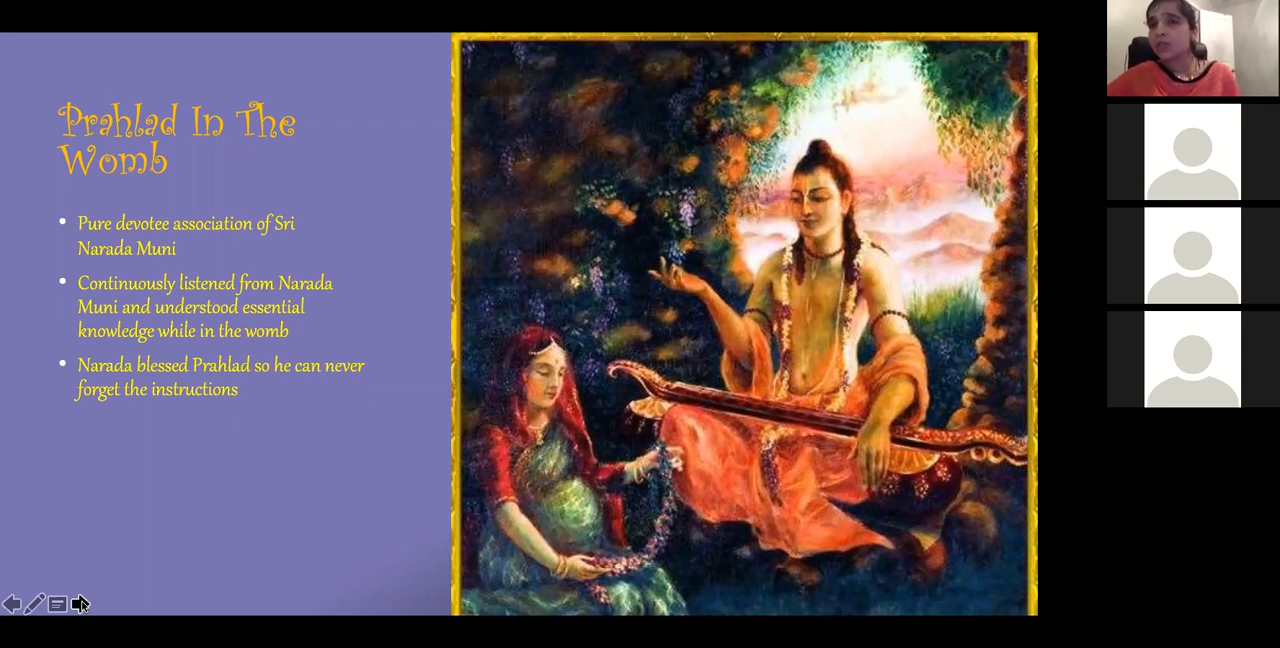 Prahlad In The
Womb
• Pure devotee association of Sri
Narada Muni
• Continuously listened from Narada
Muni and understood essential
knowledge while in the womb
• Narada blessed Prahlad so he can never
forget the instructions